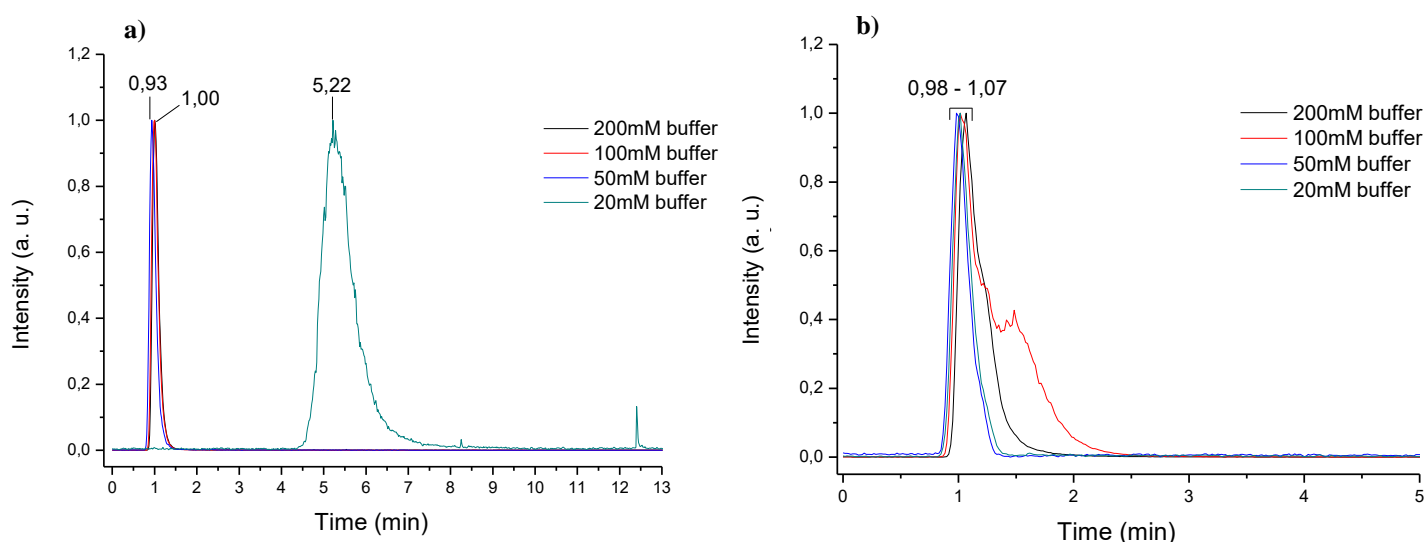 a)
1,2
1,0
0,8
0,6
0,4
0,2
0,0
0,93
1,00
5,22
200mM buffer
100mM buffer
50mM buffer
20mM buffer
Intensity (a. u.)
0 1 2 3 4 5 6 7 8 9 10 11 12 13
Time (min)
b)
1,2
1,0
0,8
0,6
0,4
0,2
0,0
0,98 - 1,07
200mM buffer
100mM buffer
50mM buffer
20mM buffer
Intensity (a. u.)
0 1 2 3 4 5
Time (min)